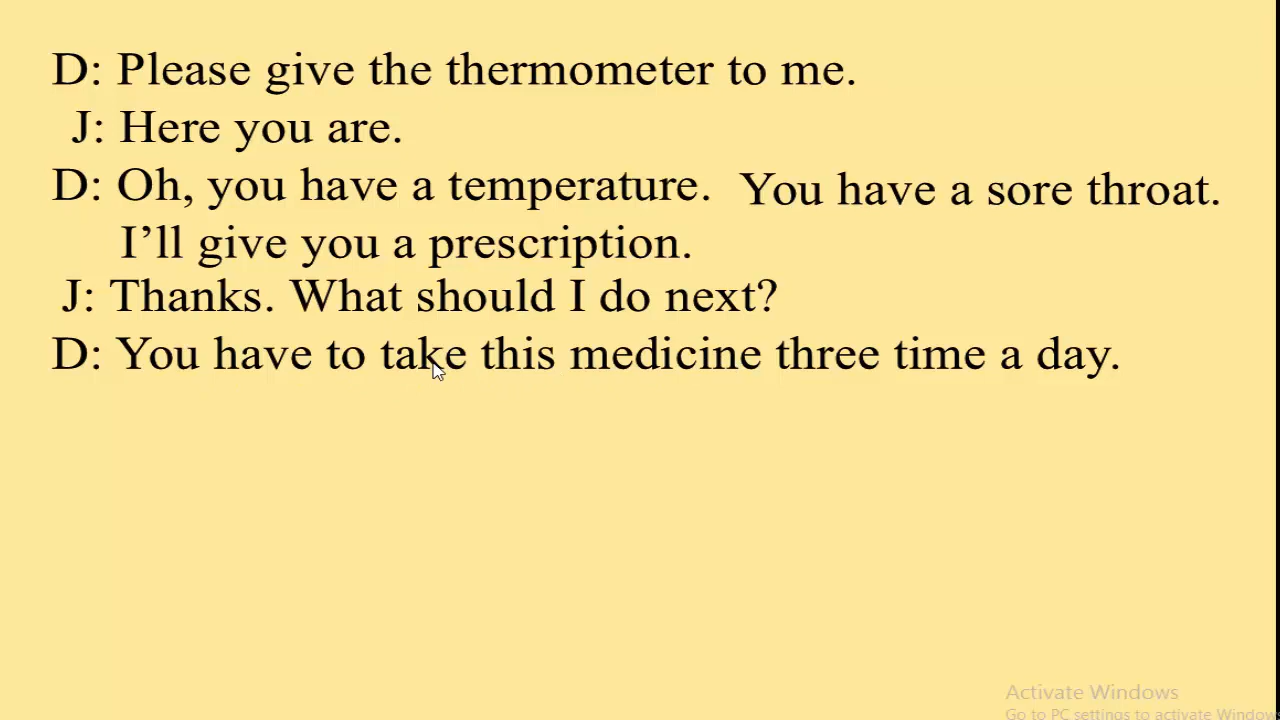 D: Please give the thermometer to me.
J: Here you are.
D: Oh, you have a temperature. You have a sore throat.
I'll give you a prescription.
J: Thanks. What should I do next?
D: You have to take this medicine three time a day.
Activate Windows
Go to PC settings to activate Windows